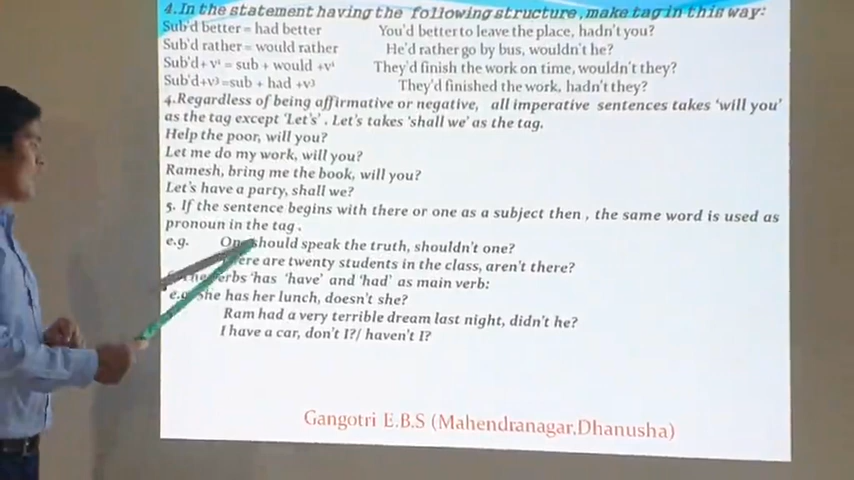 4.In the statement having the following structure, make tag in this way:
Sub'd better = had better You'd better to leave the place, hadn't you?
Sub'd rather = would rather He'd rather go by bus, wouldn't he?
Sub'd+ v¹ = sub + would +v¹ They'd finish the work on time, wouldn't they?
Sub'd+v³ =sub + had +v³ They'd finished the work, hadn't they?
4.Regardless of being affirmative or negative, all imperative sentences takes 'will you'
as the tag except 'Let's' . Let's takes 'shall we' as the tag.
Help the poor, will you?
Let me do my work, will you?
Ramesh, bring me the book, will you?
Let's have a party, shall we?
5. If the sentence begins with there or one as a subject then , the same word is used as
pronoun in the tag .
e.g. One should speak the truth, shouldn't one?
are twenty students in the class, aren't there?
'has 'have' and 'had' as main verb:
e.g. She has her lunch, doesn't she?
Ram had a very terrible dream last night, didn't he?
I have a car, don't I?/ haven't I?
Gangotri E.B.S (Mahendranagar,Dhanusha)